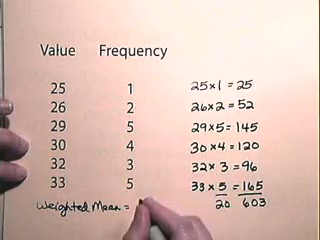 Value Frequency
25 1 25×1=25
26 2 26×2=52
29 5 29×5=145
30 4 30×4=120
32 3 32×3=96
33 5 33×5=165
20 603
Weighted Mean =